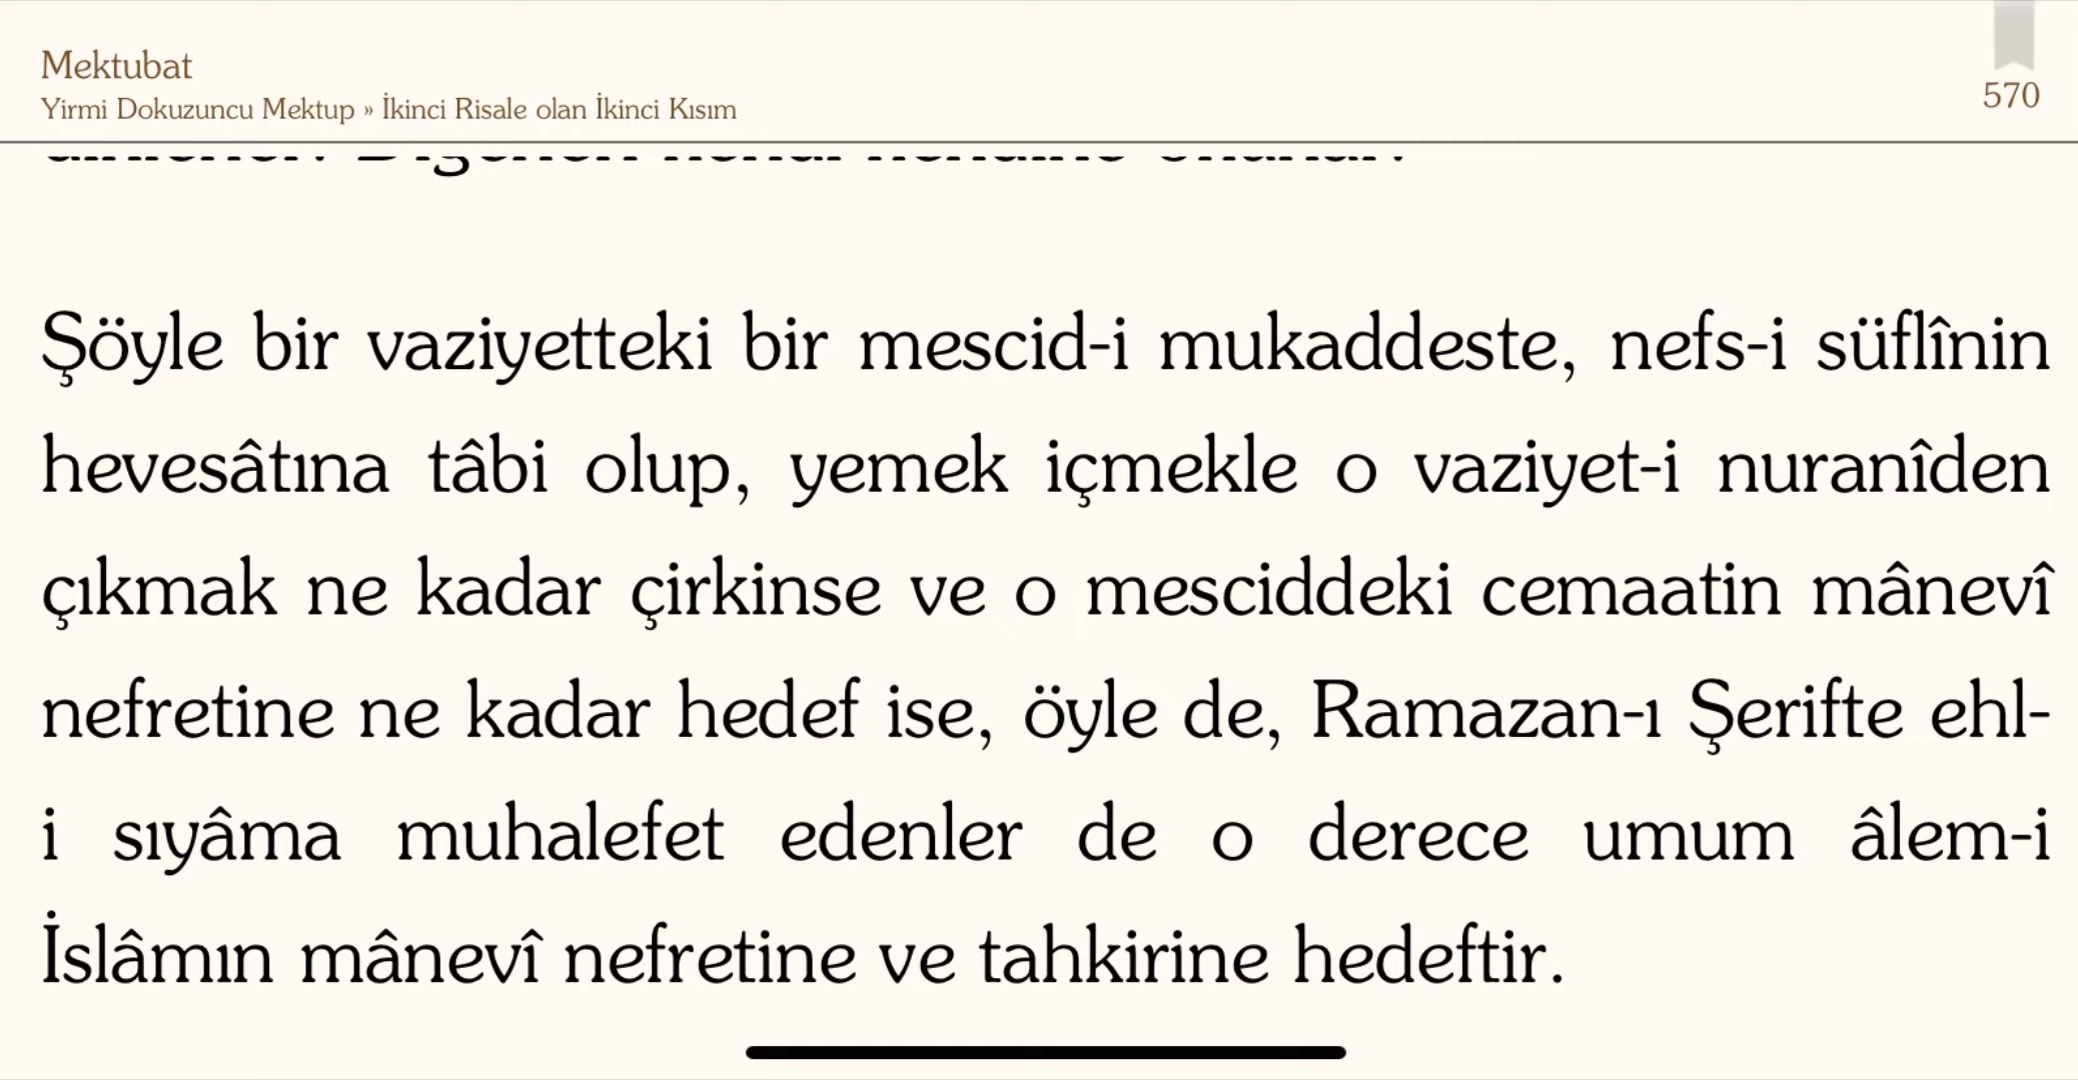 Mektubat
Yirmi Dokuzuncu Mektup » İkinci Risale olan İkinci Kısım
570
Şöyle bir vaziyetteki bir mescid-i mukaddeste, nefs-i süflînin
hevesâtına tâbi olup, yemek içmekle o vaziyet-i nuranîden
çıkmak ne kadar çirkinse ve o mesciddeki cemaatin mânevî
nefretine ne kadar hedef ise, öyle de, Ramazan-ı Şerifte ehl-
i sıyâma muhalefet edenler de o derece umum âlem-i
İslâmın mânevî nefretine ve tahkirine hedeftir.